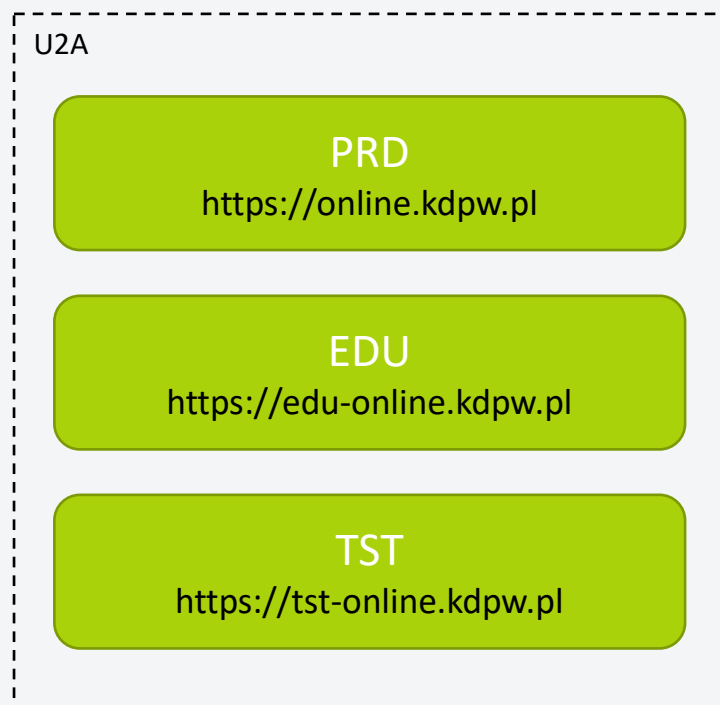 U2A
PRD
https://online.kdpw.pl
EDU
https://edu-online.kdpw.pl
TST
https://tst-online.kdpw.pl